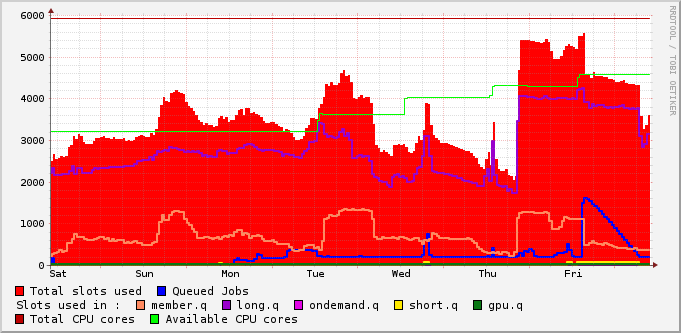 6000
5000
4000
3000
2000
1000
0
Sat Sun Mon Tue Wed Thu Fri
Total slots used Queued Jobs
Slots used in : member.q long.q ondemand.q short.q gpu.q
Total CPU cores Available CPU cores
RRDTOOL / TOBI OETIKER